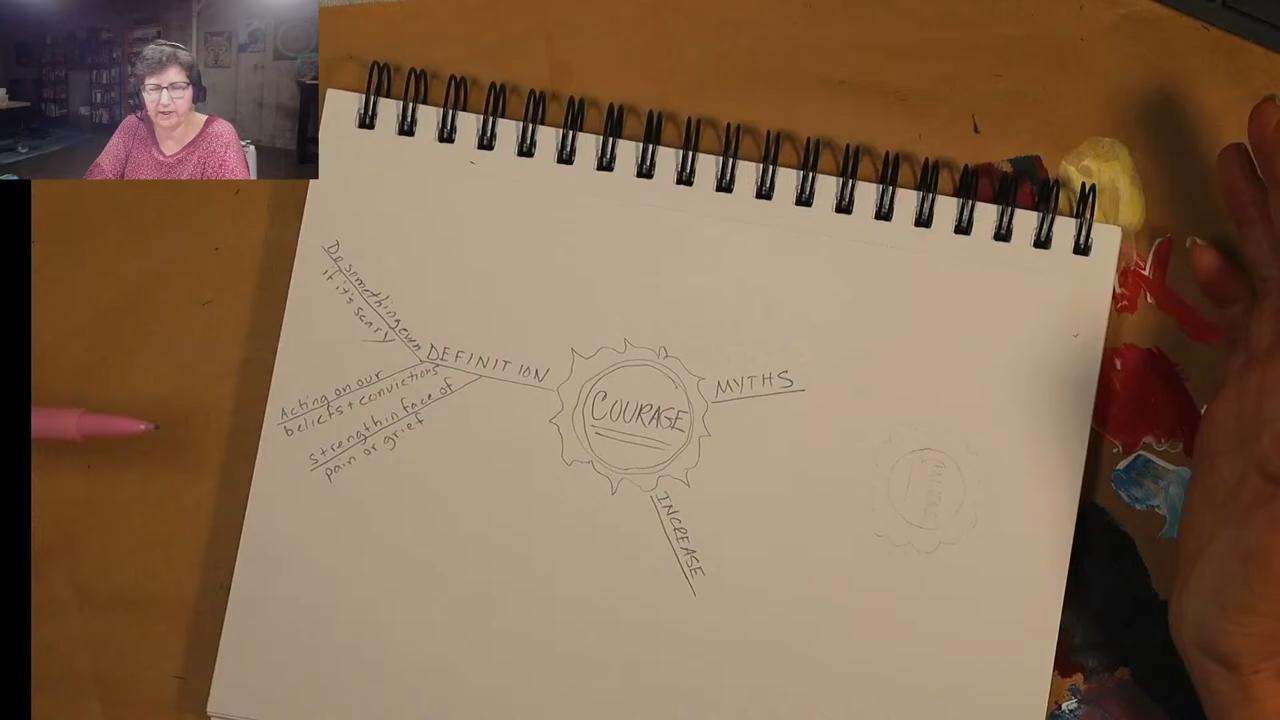 Do something even
if it's scary
DEFINITION
Acting on our
beliefs + convictions
strength in face of
pain or grief
COURAGE
MYTHS
INCREASE